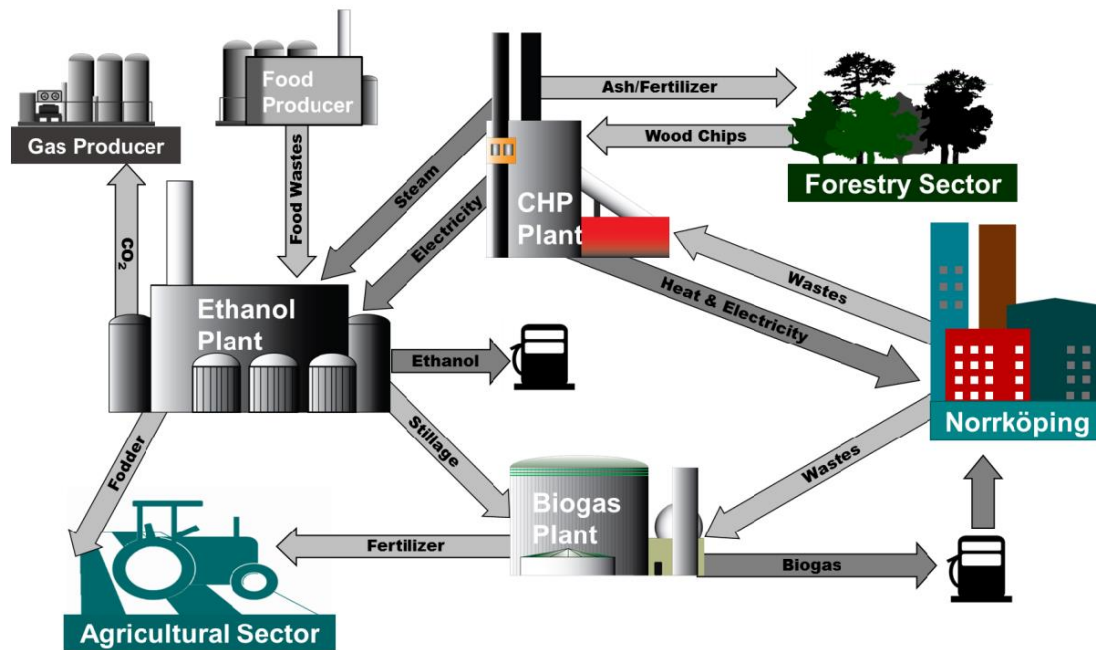 Food
Producer
Gas Producer
CO₂
Food Wastes
Steam
Electricity
Ash/Fertilizer
Wood Chips
Forestry Sector
CHP
Plant
Wastes
Heat & Electricity
Norrköping
Ethanol
Plant
Ethanol
Fodder
Stillage
Wastes
Biogas
Plant
Fertilizer
Biogas
Agricultural Sector